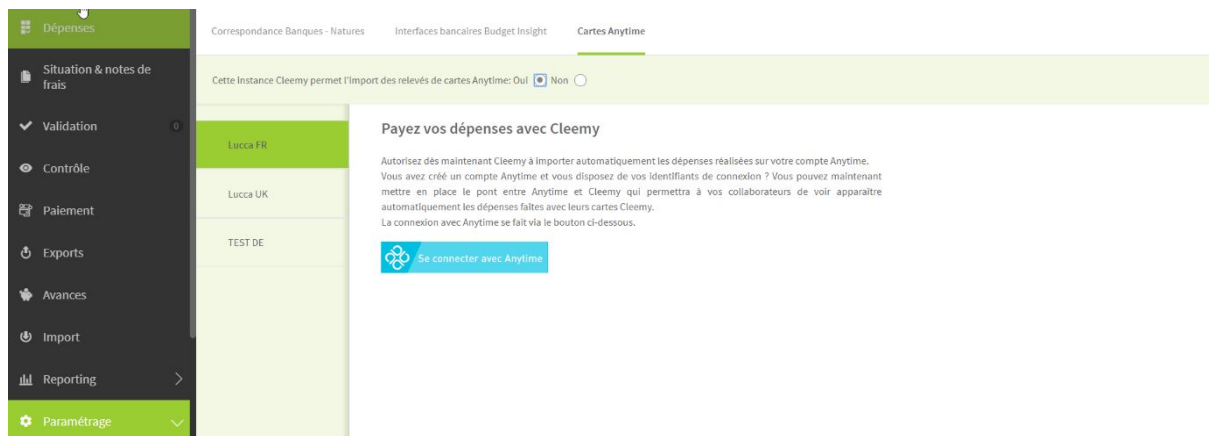 Dépenses
Situation & notes de
frais
Validation 0
Contrôle
Paiement
Exports
Avances
Import
Reporting
Paramétrage
Correspondance Banques - Natures Interfaces bancaires Budget Insight Cartes Anytime
Cette Instance Cleemy permet l'Import des relevés de cartes Anytime: Oui Non
Lucca FR
Lucca UK
TEST DE
Payez vos dépenses avec Cleemy
Autorisez dès maintenant Cleemy à importer automatiquement les dépenses réalisées sur votre compte Anytime.
Vous avez créé un compte Anytime et vous disposez de vos identifiants de connexion ? Vous pouvez maintenant
mettre en place le pont entre Anytime et Cleemy qui permettra à vos collaborateurs de voir apparaître
automatiquement les dépenses faites avec leurs cartes Cleemy.
La connexion avec Anytime se fait via le bouton ci-dessous.
Se connecter avec Anytime